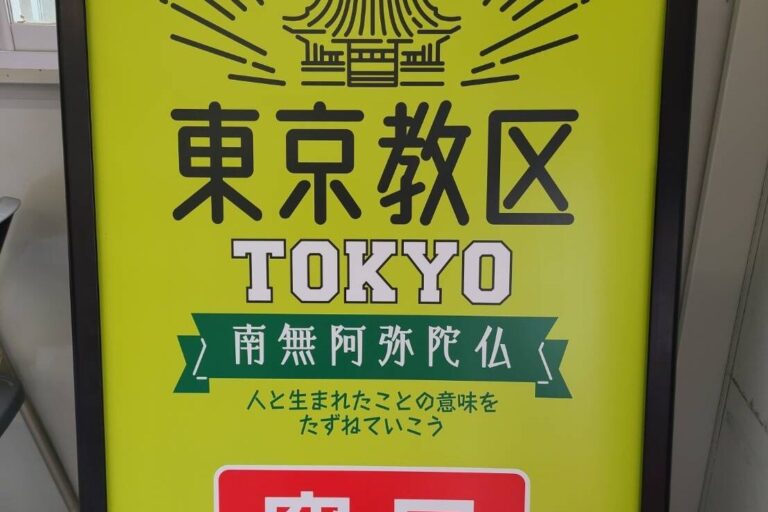 東京教区
TOKYO
南無阿弥陀仏
人と生まれたことの意味を
たずねていこう